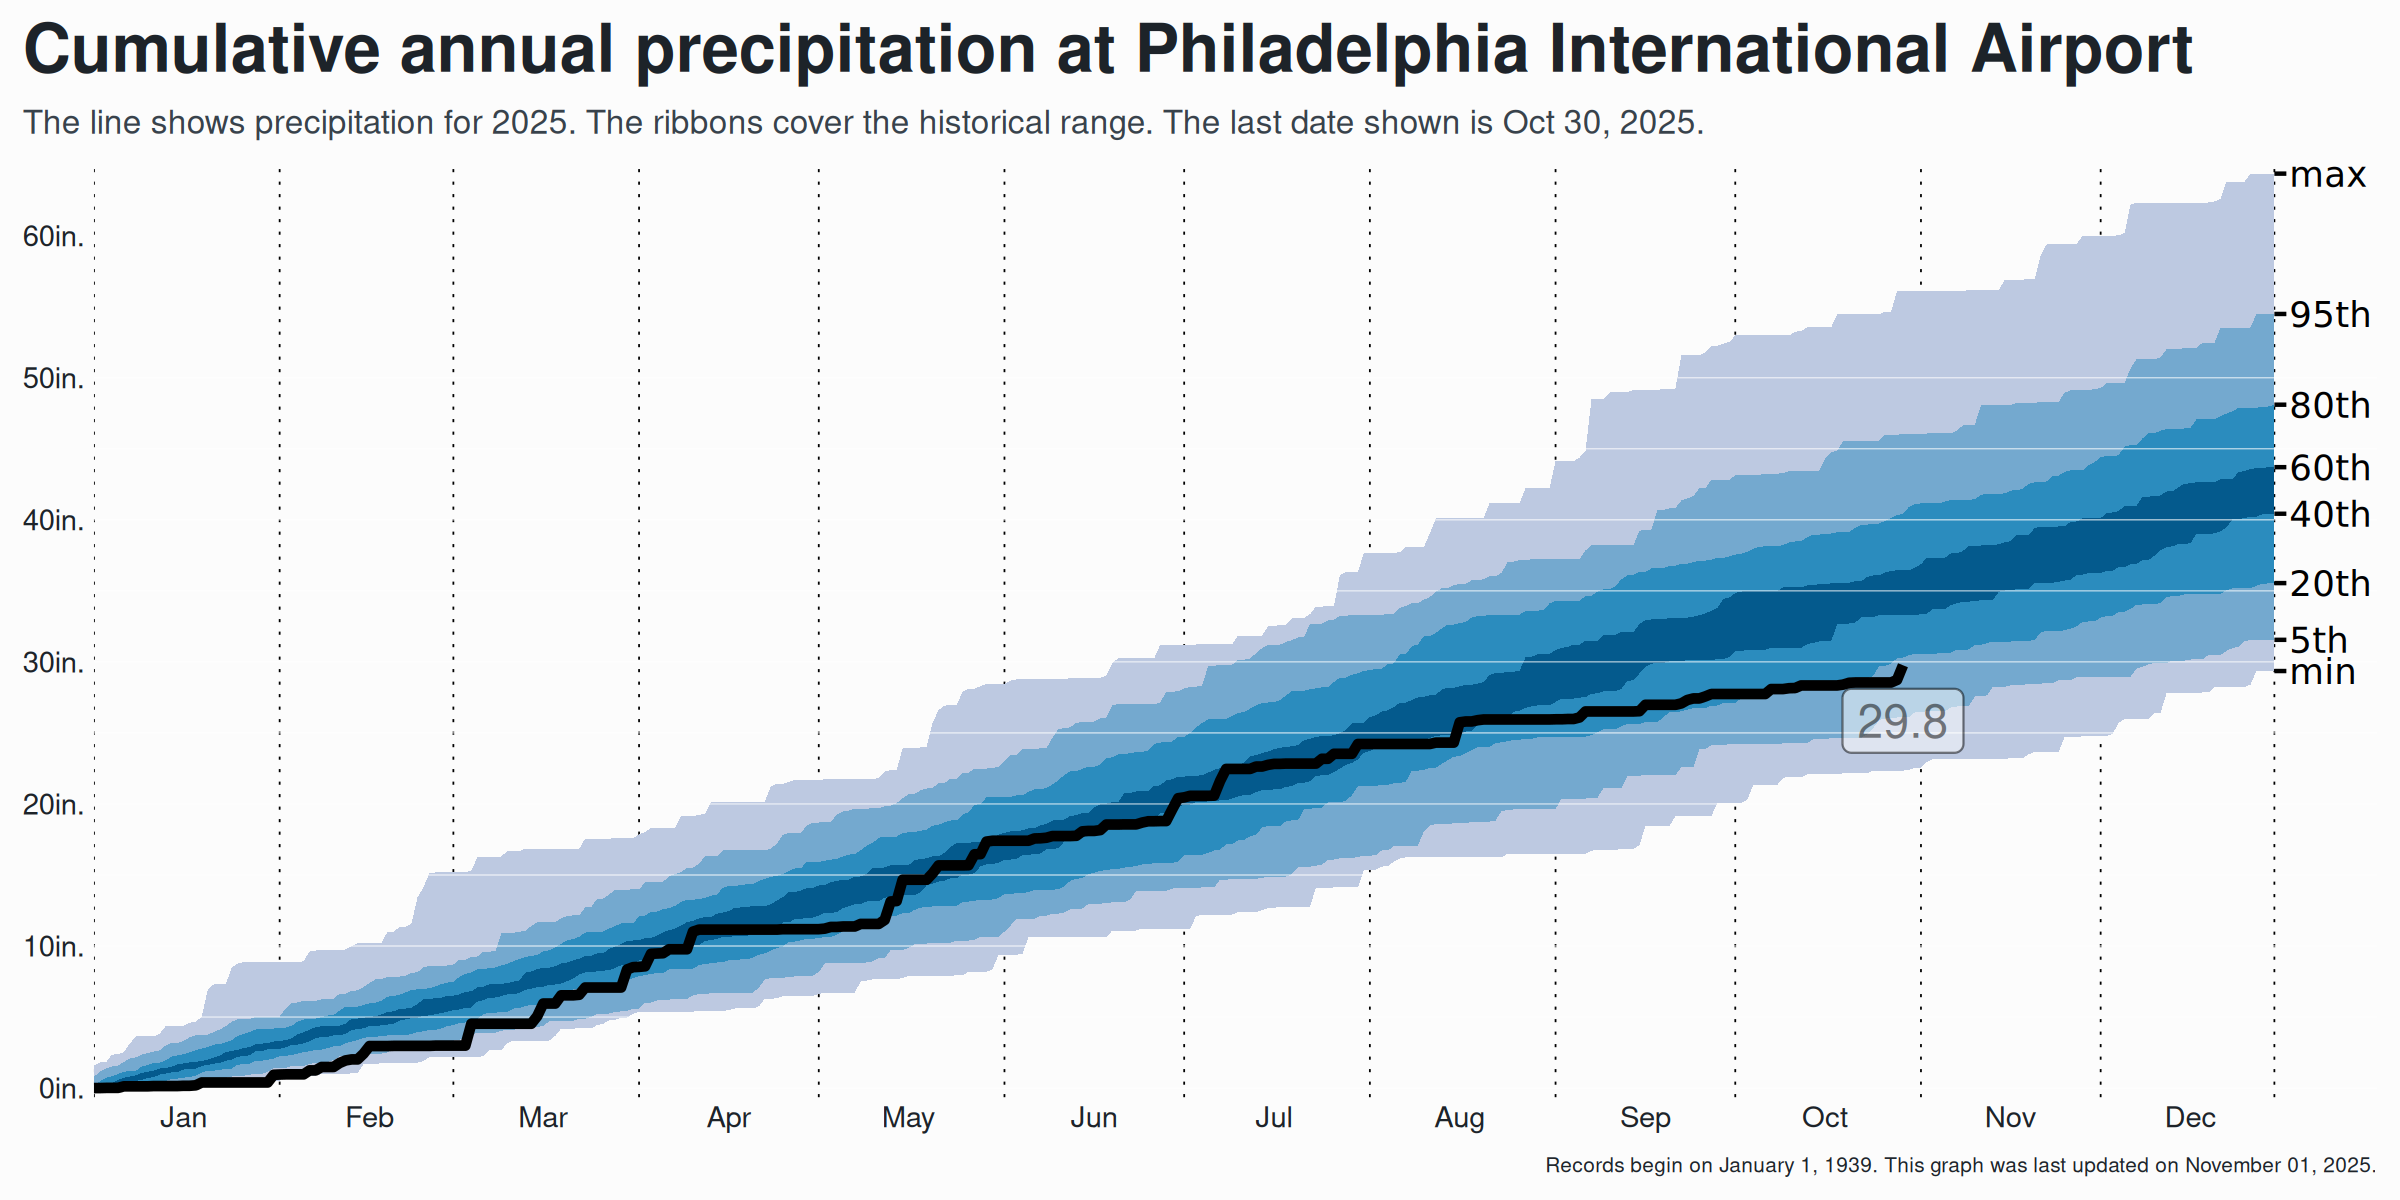 Cumulative annual precipitation at Philadelphia International Airport
The line shows precipitation for 2025. The ribbons cover the historical range. The last date shown is Oct 30, 2025.
max
60in.
95th
50in.
80th
60th
40in.
40th
20th
5th
30in.
min
29.8
20in.
10in.
0in.
Jan Feb Mar Apr May Jun Jul Aug Sep Oct Nov Dec
Records begin on January 1, 1939. This graph was last updated on November 01, 2025.